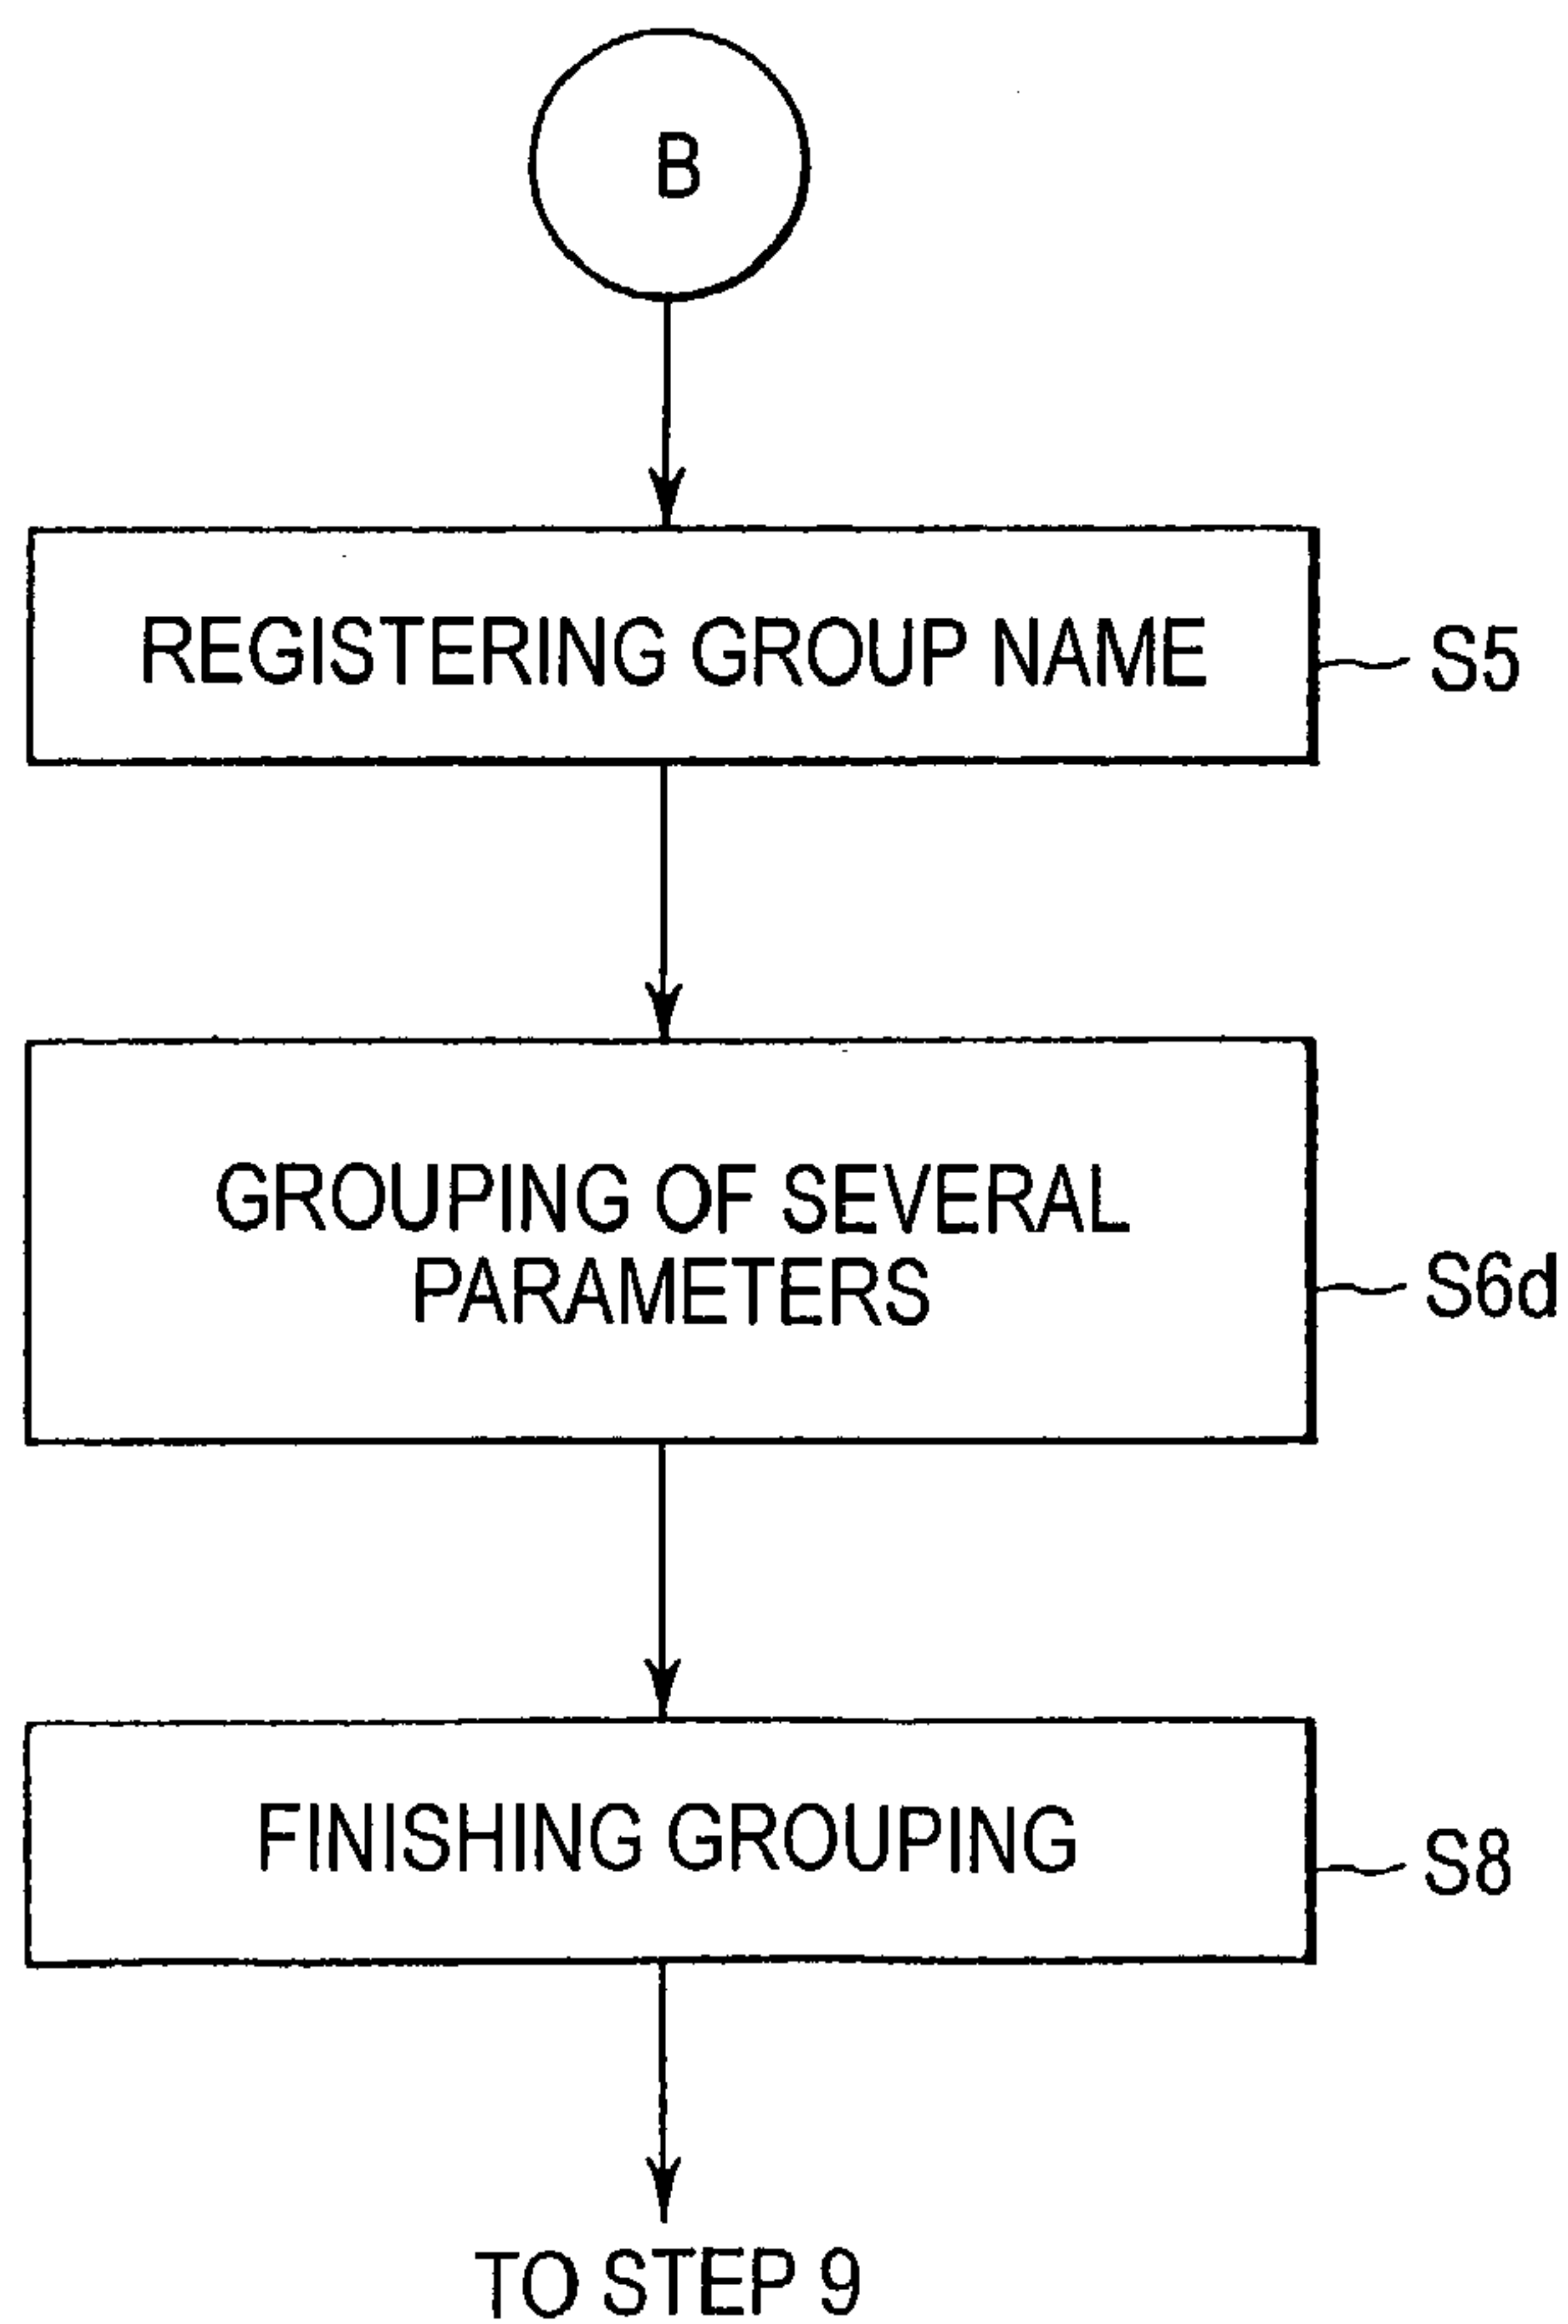 B
REGISTERING GROUP NAME
S5
GROUPING OF SEVERAL
PARAMETERS
S6d
FINISHING GROUPING
S8
TO STEP 9